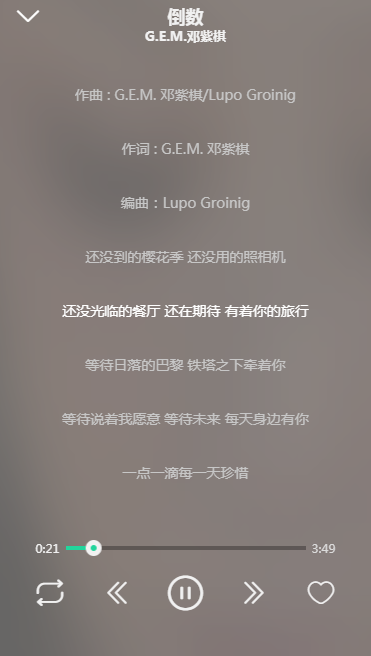 倒数
G.E.M.邓紫棋
作曲 : G.E.M. 邓紫棋/Lupo Groinig
作词 : G.E.M. 邓紫棋
编曲：Lupo Groinig
还没到的樱花季 还没用的照相机
还没光临的餐厅 还在期待 有着你的旅行
等待日落的巴黎 铁塔之下牵着你
等待说着我愿意 等待未来 每天身边有你
一点一滴每一天珍惜
0:21 3:49